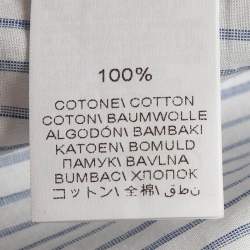 100%
COTONE\ COTTON
COTON\ BAUMWOLLE
ALGODÓN\ BAMBAKI
KATOEN\ BOMULD
ПАМУК\ BAVLNA
BUMBAC\ ХЛОПОК
コットン\ 全棉\ نطق\